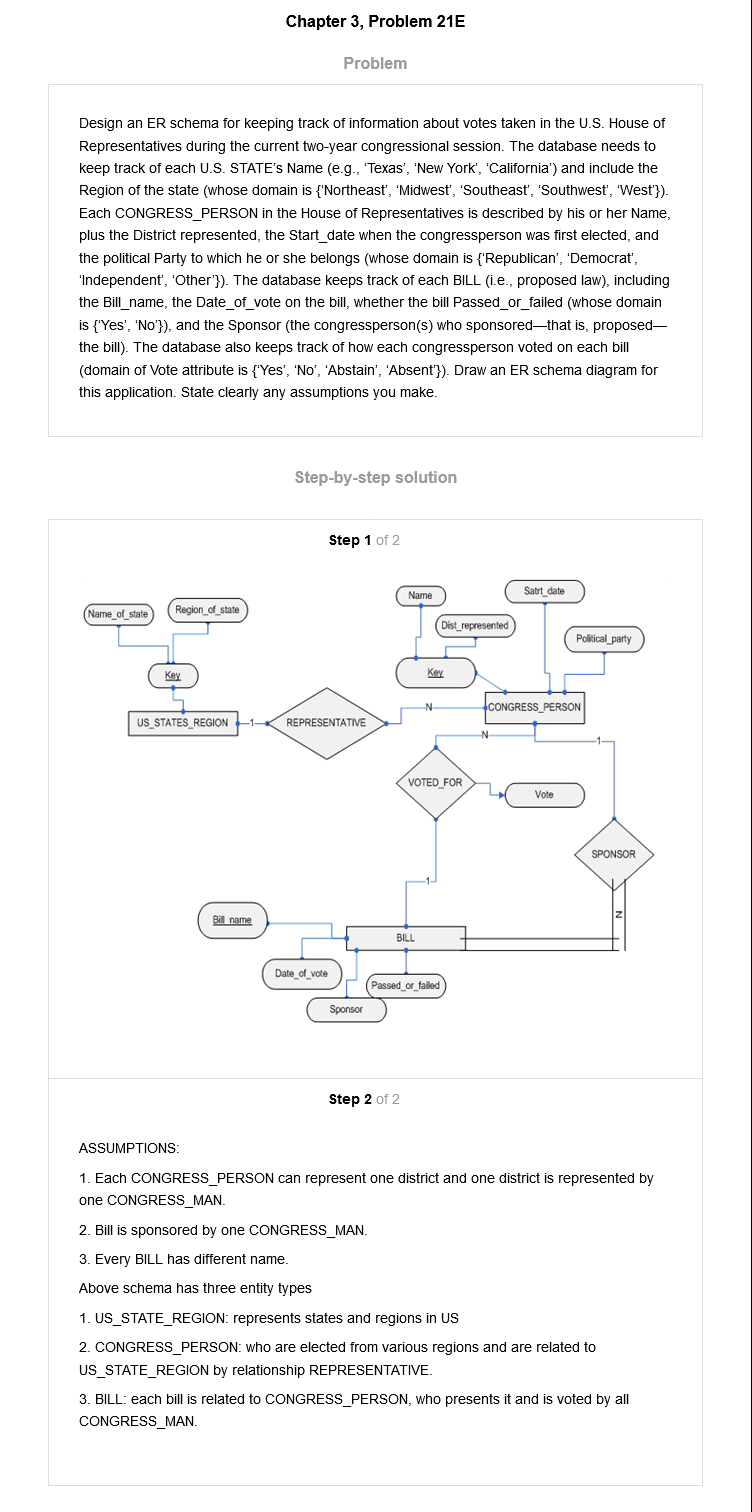 Chapter 3, Problem 21E
Problem
Design an ER schema for keeping track of information about votes taken in the U.S. House of
Representatives during the current two-year congressional session. The database needs to
keep track of each U.S. STATE’s Name (e.g., ‘Texas’, ‘New York’, ‘California’) and include the
Region of the state (whose domain is {‘Northeast’, ‘Midwest’, ‘Southeast’, ‘Southwest’, ‘West’}).
Each CONGRESS_PERSON in the House of Representatives is described by his or her Name,
plus the District represented, the Start_date when the congressperson was first elected, and
the political Party to which he or she belongs (whose domain is {‘Republican’, ‘Democrat’,
‘Independent’, ‘Other’}). The database keeps track of each BILL (i.e., proposed law), including
the Bill_name, the Date_of_vote on the bill, whether the bill Passed_or_failed (whose domain
is {‘Yes’, ‘No’}), and the Sponsor (the congressperson(s) who sponsored—that is, proposed—
the bill). The database also keeps track of how each congressperson voted on each bill
(domain of Vote attribute is {‘Yes’, ‘No’, ‘Abstain’, ‘Absent’}). Draw an ER schema diagram for
this application. State clearly any assumptions you make.
Step-by-step solution
Step 1 of 2
Name_of_state
Region_of_state
Name
Satrt_date
Dist_represented
Political_party
Key
Key
US_STATES_REGION
1
REPRESENTATIVE
N
CONGRESS_PERSON
N
1
VOTED_FOR
Vote
SPONSOR
1
N
Bill_name
BILL
Date_of_vote
Passed_or_failed
Sponsor
Step 2 of 2
ASSUMPTIONS:
1. Each CONGRESS_PERSON can represent one district and one district is represented by
one CONGRESS_MAN.
2. Bill is sponsored by one CONGRESS_MAN.
3. Every BILL has different name.
Above schema has three entity types
1. US_STATE_REGION: represents states and regions in US
2. CONGRESS_PERSON: who are elected from various regions and are related to
US_STATE_REGION by relationship REPRESENTATIVE.
3. BILL: each bill is related to CONGRESS_PERSON, who presents it and is voted by all
CONGRESS_MAN.